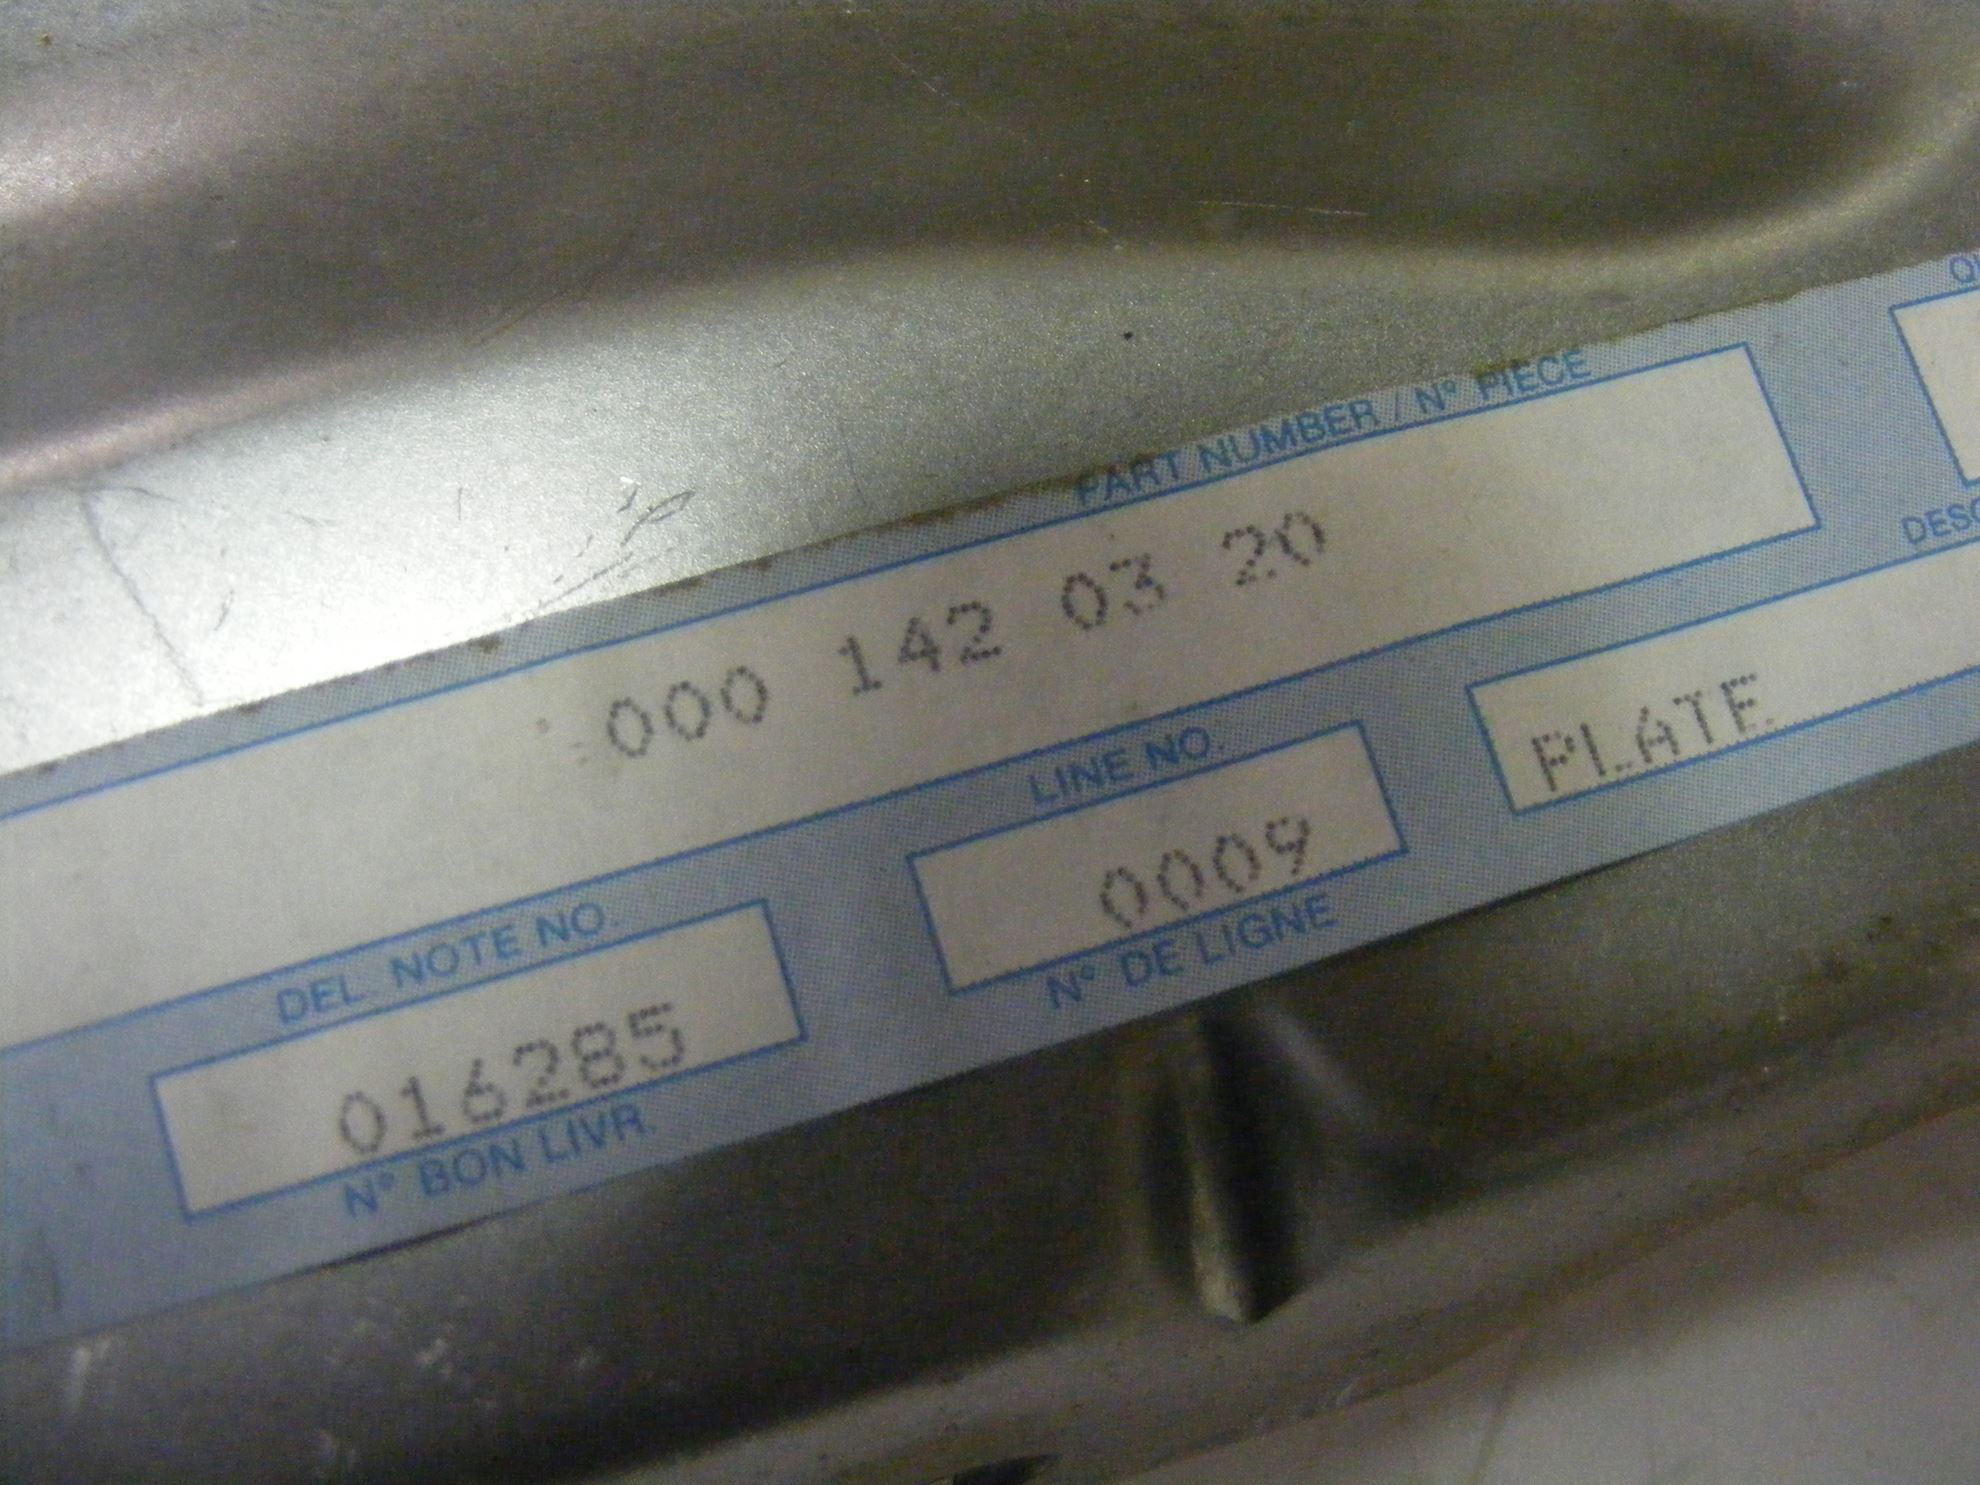 PART NUMBER / N° PIECE
000 142 03 20
DEL. NOTE NO.
016285
N° BON LIVR.
LINE NO.
0009
N° DE LIGNE
PLATE